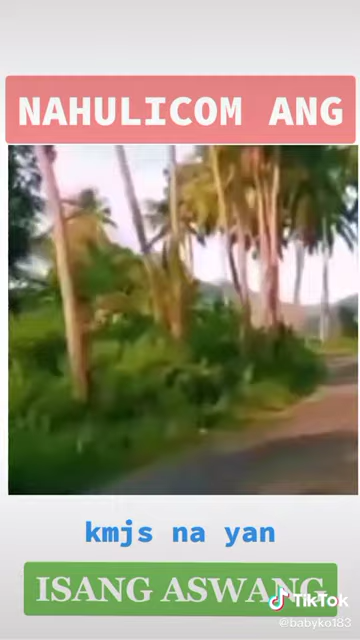 NAHULICOM ANG
kmjs na yan
ISANG ASWANG
TikTok
@babyko183